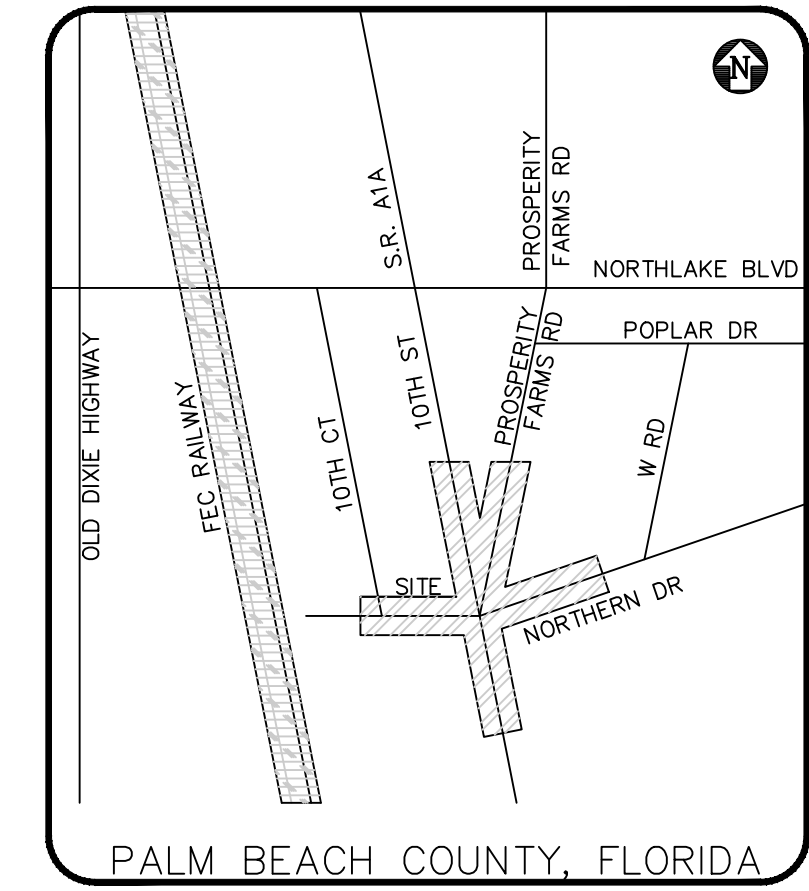 N
S.R. A1A
PROSPERITY
FARMS RD
NORTHLAKE BLVD
OLD DIXIE HIGHWAY
FEC RAILWAY
10TH CT
10TH ST
PROSPERITY
FARMS RD
POPLAR DR
W RD
SITE
NORTHERN DR
PALM BEACH COUNTY, FLORIDA